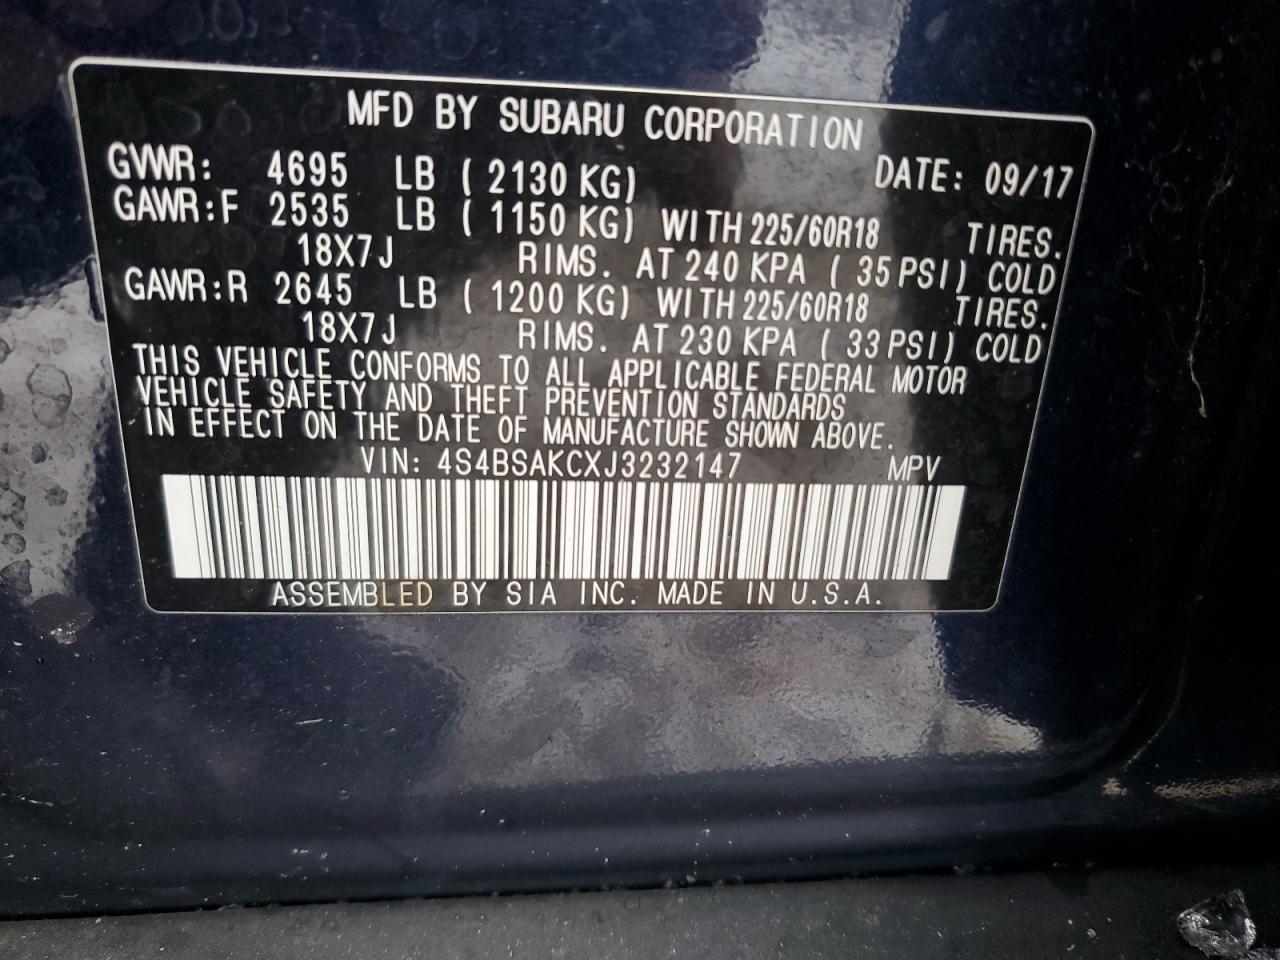 MFD BY SUBARU CORPORATION
GVWR: 4695 LB ( 2130 KG) DATE: 09/17
GAWR:F 2535 LB ( 1150 KG) WITH 225/60R18 TIRES.
18X7J RIMS. AT 240 KPA ( 35 PSI) COLD
GAWR:R 2645 LB ( 1200 KG) WITH 225/60R18 TIRES.
18X7J RIMS. AT 230 KPA ( 33 PSI) COLD
THIS VEHICLE CONFORMS TO ALL APPLICABLE FEDERAL MOTOR
VEHICLE SAFETY AND THEFT PREVENTION STANDARDS
IN EFFECT ON THE DATE OF MANUFACTURE SHOWN ABOVE.
VIN: 4S4BSAKCXJ3232147 MPV
ASSEMBLED BY SIA INC. MADE IN U.S.A.